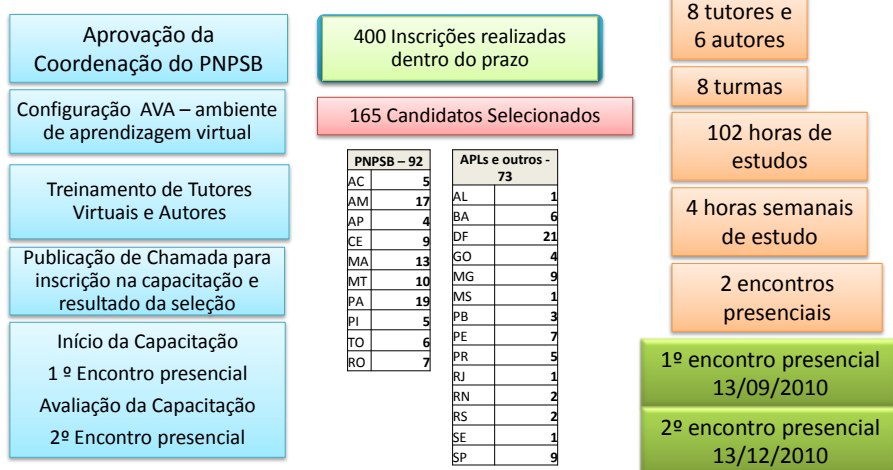 Aprovação da
Coordenação do PNPSB
Configuração AVA – ambiente
de aprendizagem virtual
Treinamento de Tutores
Virtuais e Autores
Publicação de Chamada para
inscrição na capacitação e
resultado da seleção
Início da Capacitação
1 º Encontro presencial
Avaliação da Capacitação
2º Encontro presencial
400 Inscrições realizadas
dentro do prazo
165 Candidatos Selecionados
PNPSB – 92
AC 5
AM 17
AP 4
CE 9
MA 13
MT 10
PA 19
PI 5
TO 6
RO 7
APLs e outros -
73
AL 1
BA 6
DF 21
GO 4
MG 9
MS 1
PB 3
PE 7
PR 5
RJ 1
RN 2
RS 2
SE 1
SP 9
8 tutores e
6 autores
8 turmas
102 horas de
estudos
4 horas semanais
de estudo
2 encontros
presenciais
1º encontro presencial
13/09/2010
2º encontro presencial
13/12/2010